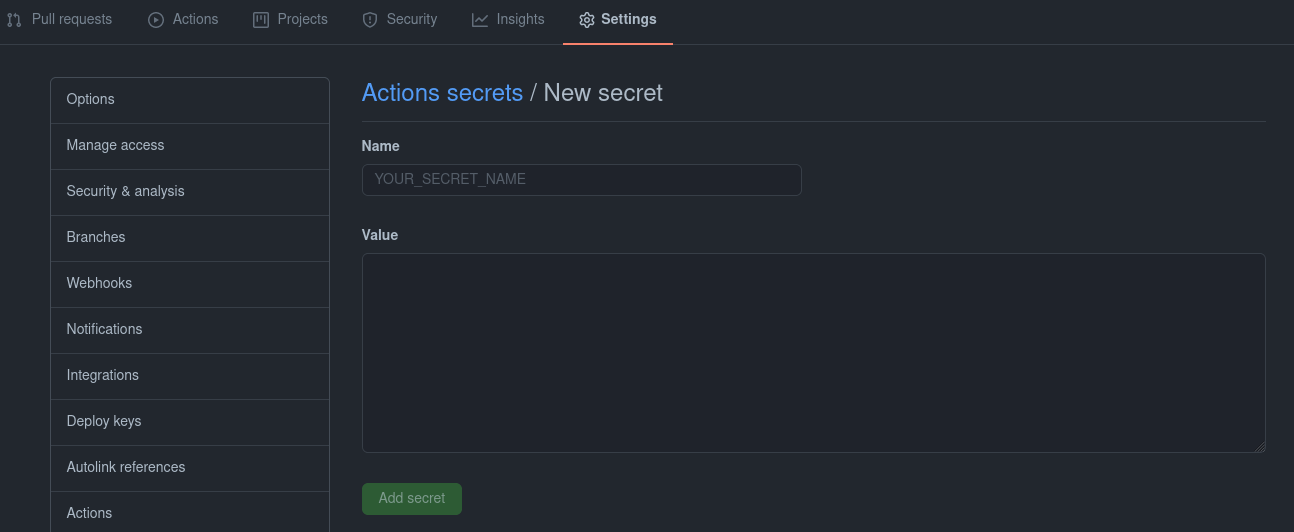 Pull requests Actions Projects Security Insights Settings
Options
Manage access
Security & analysis
Branches
Webhooks
Notifications
Integrations
Deploy keys
Autolink references
Actions
Actions secrets / New secret
Name
YOUR_SECRET_NAME
Value
Add secret